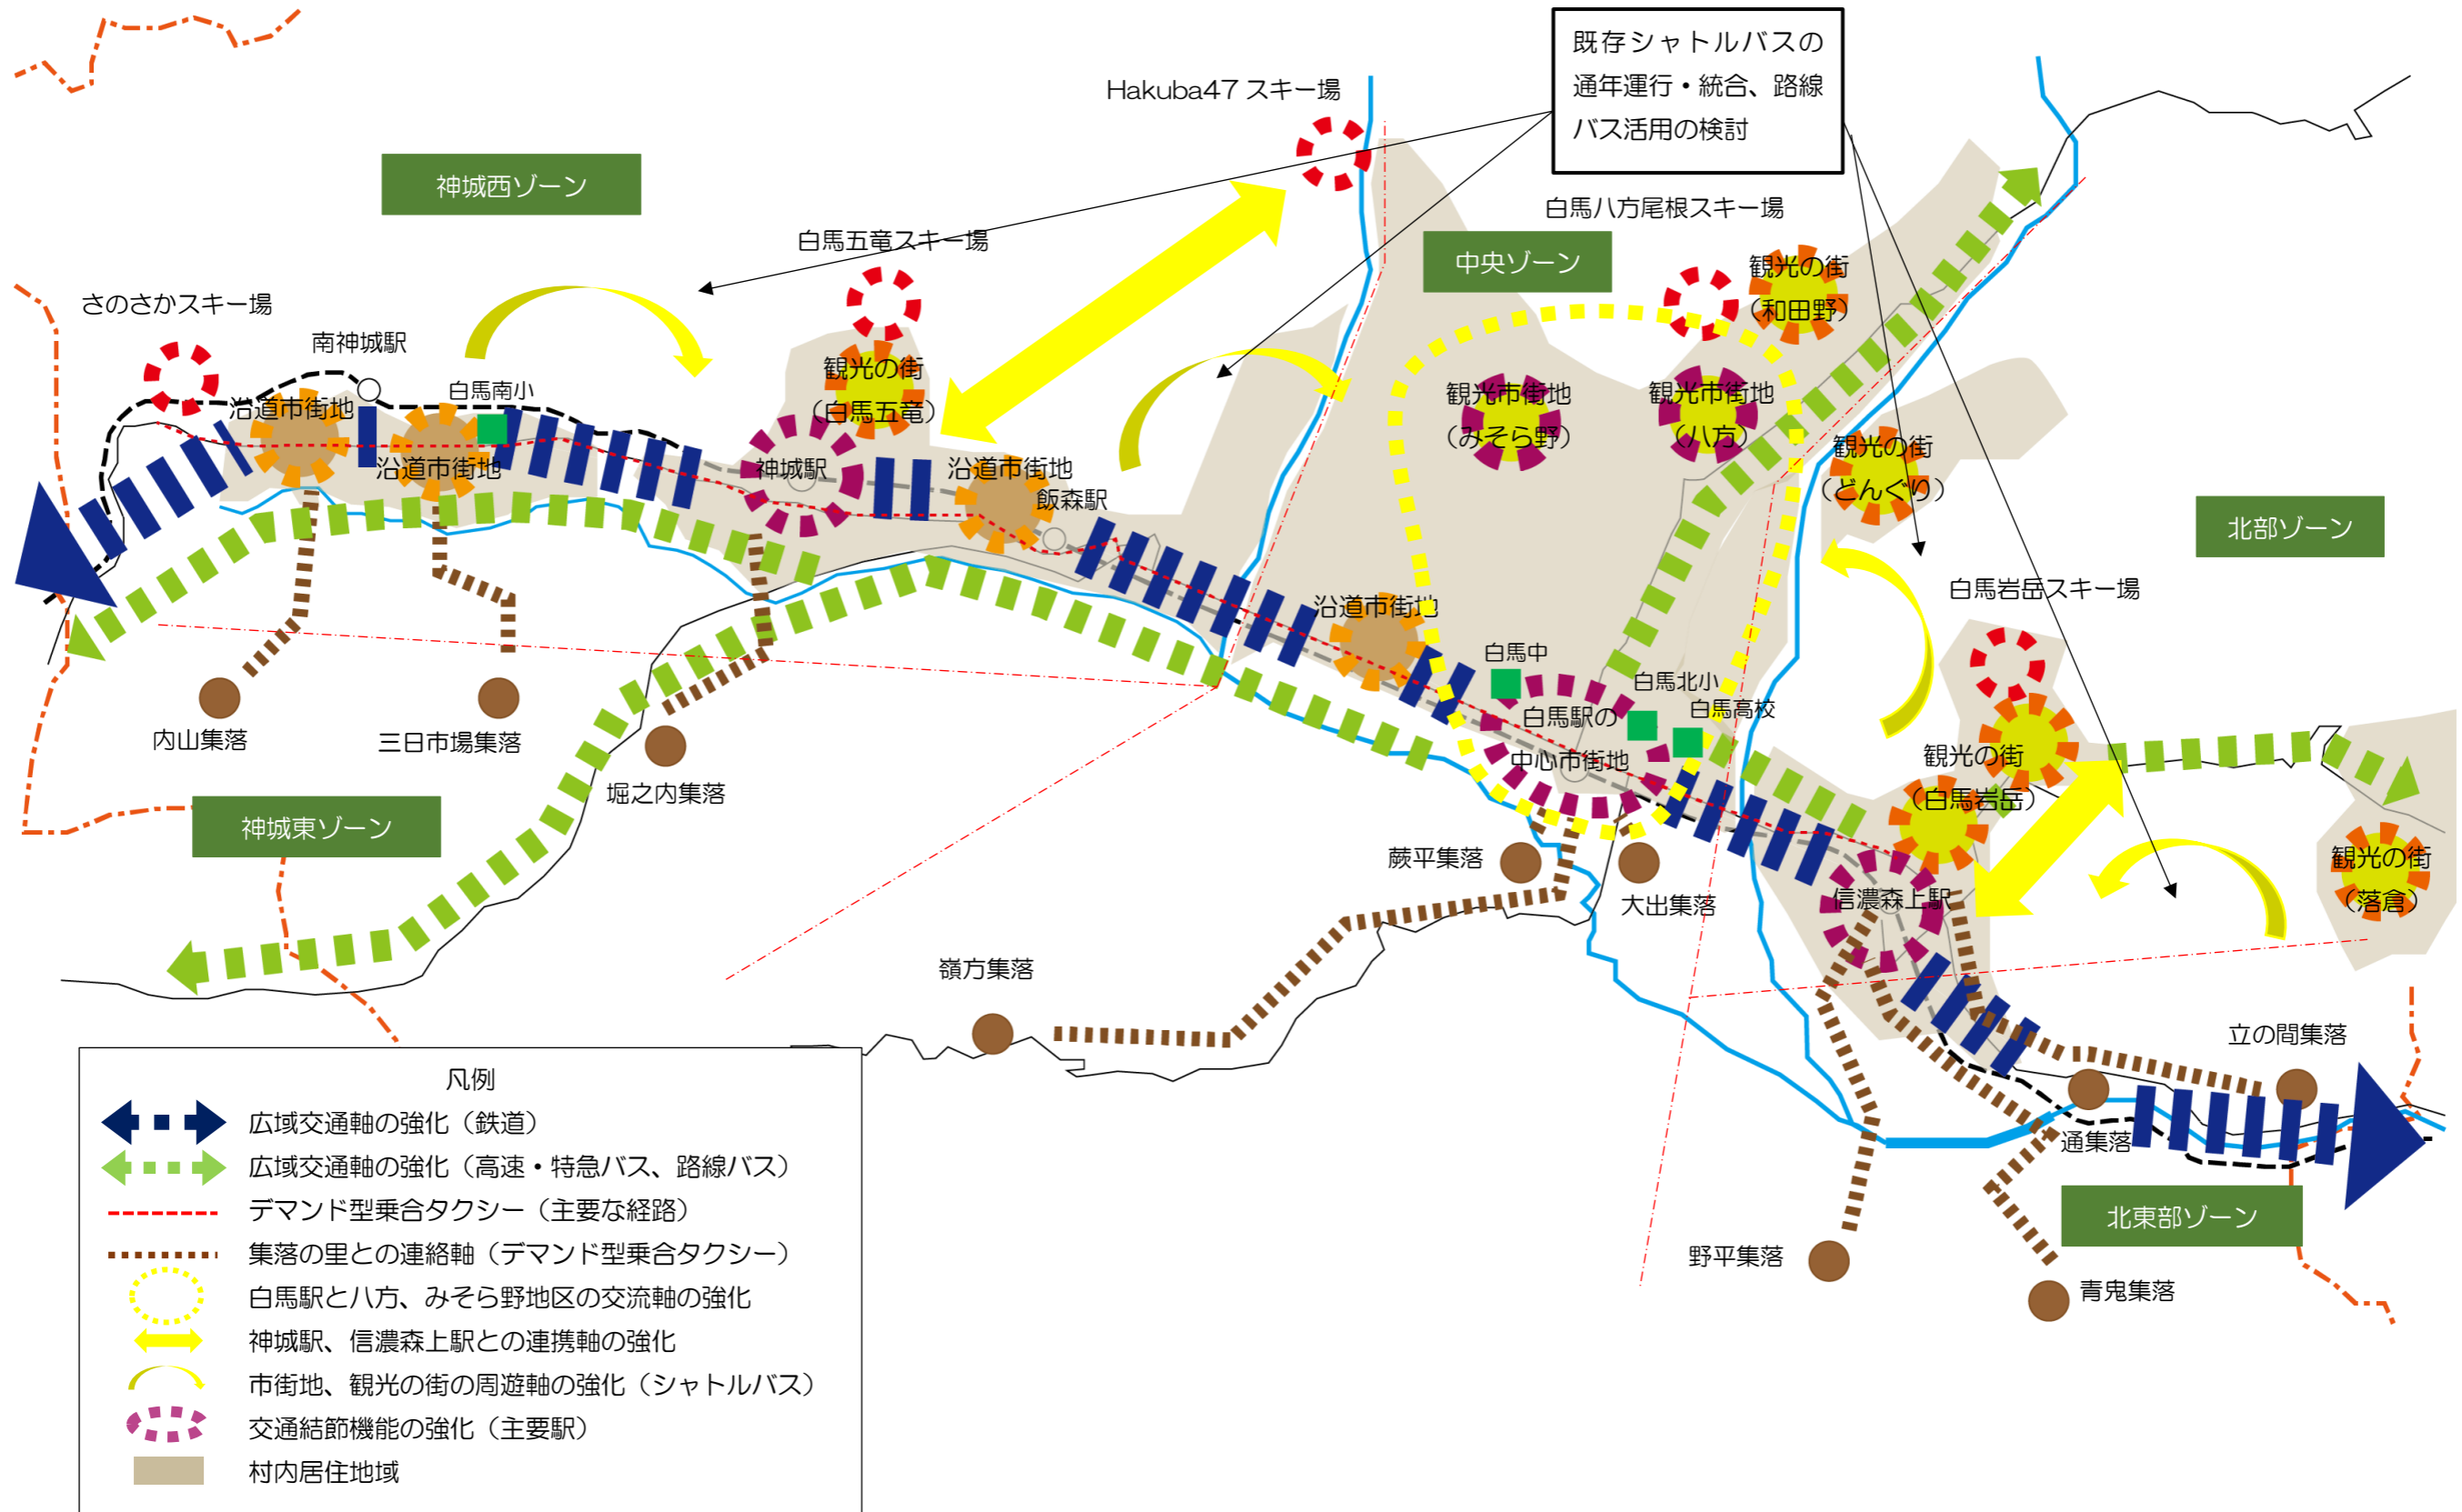 既存シャトルバスの
通年運行・統合、路線
バス活用の検討
Hakuba47 スキー場
神城西ゾーン
白馬八方尾根スキー場
白馬五竜スキー場
中央ゾーン
観光の街
（和田野）
さのさかスキー場
南神城駅
白馬南小
観光の街
（白馬五竜）
沿道市街地
沿道市街地
神城駅
沿道市街地
飯森駅
観光市街地
（みそら野）
観光市街地
（八方）
観光の街
（どんぐり）
北部ゾーン
白馬岩岳スキー場
沿道市街地
白馬中
白馬北小
白馬高校
白馬駅の
中心市街地
観光の街
（白馬岩岳）
内山集落
三日市場集落
堀之内集落
神城東ゾーン
蕨平集落
大出集落
信濃森上駅
観光の街
（落倉）
嶺方集落
立の間集落
通集落
北東部ゾーン
野平集落
青鬼集落
凡例
広域交通軸の強化（鉄道）
広域交通軸の強化（高速・特急バス、路線バス）
デマンド型乗合タクシー（主要な経路）
集落の里との連絡軸（デマンド型乗合タクシー）
白馬駅と八方、みそら野地区の交流軸の強化
神城駅、信濃森上駅との連携軸の強化
市街地、観光の街の周遊軸の強化（シャトルバス）
交通結節機能の強化（主要駅）
村内居住地域